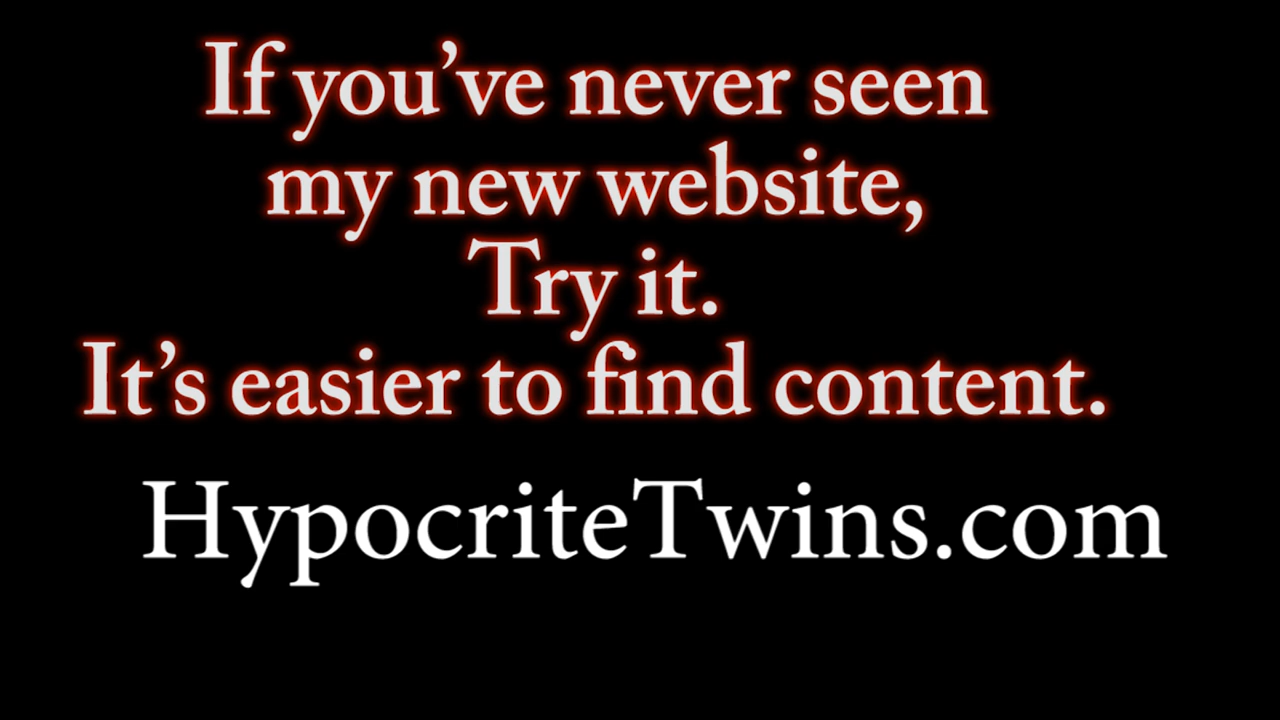 If you’ve never seen
my new website,
Try it.
It’s easier to find content.
HypocriteTwins.com